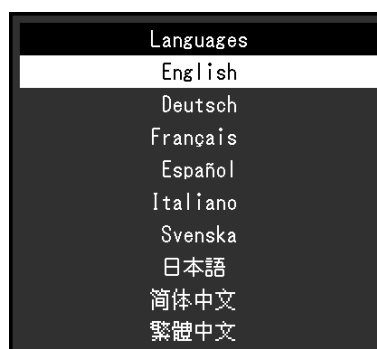 Languages
English
Deutsch
Français
Español
Italiano
Svenska
日本語
简体中文
繁體中文